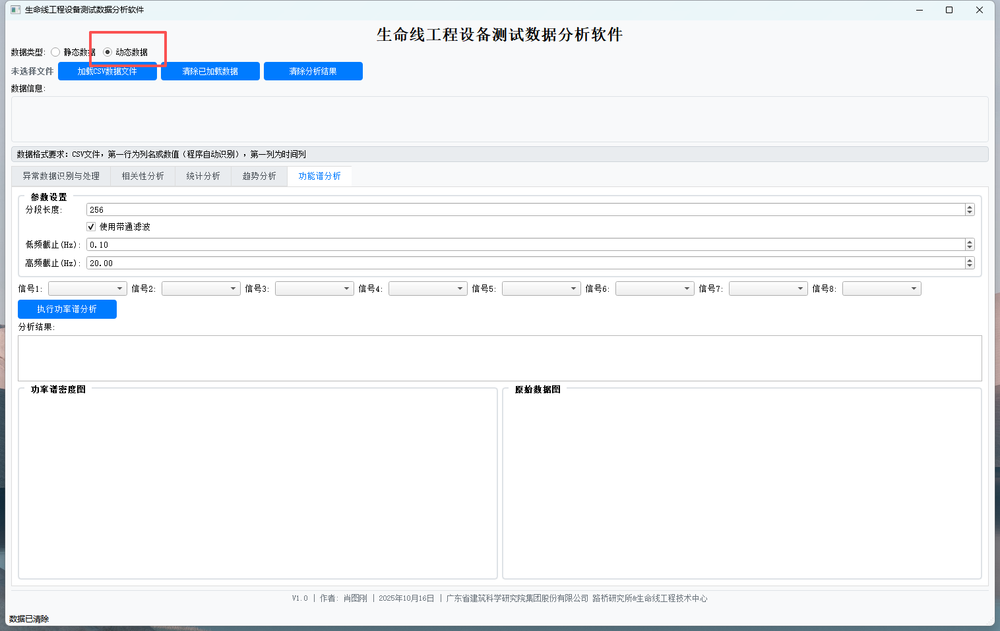 生命线工程设备测试数据分析软件
生命线工程设备测试数据分析软件
数据类型: 静态数据 动态数据
未选择文件 加载CSV数据文件 清除已加载数据 清除分析结果
数据信息:
数据格式要求: CSV文件，第一行为列名或数值（程序自动识别），第一列为时间列
异常数据识别与处理 相关性分析 统计分析 趋势分析 功能谱分析
参数设置
分段长度: 256
使用带通滤波
低频截止(Hz): 0.10
高频截止(Hz): 20.00
信号1: 信号2: 信号3: 信号4: 信号5: 信号6: 信号7: 信号8:
执行功率谱分析
分析结果:
功率谱密度图 原始数据图
V1.0 | 作者: 肖图刚 | 2025年10月16日 | 广东省建筑科学研究院集团股份有限公司 路桥研究所&生命线工程技术中心
数据已清除